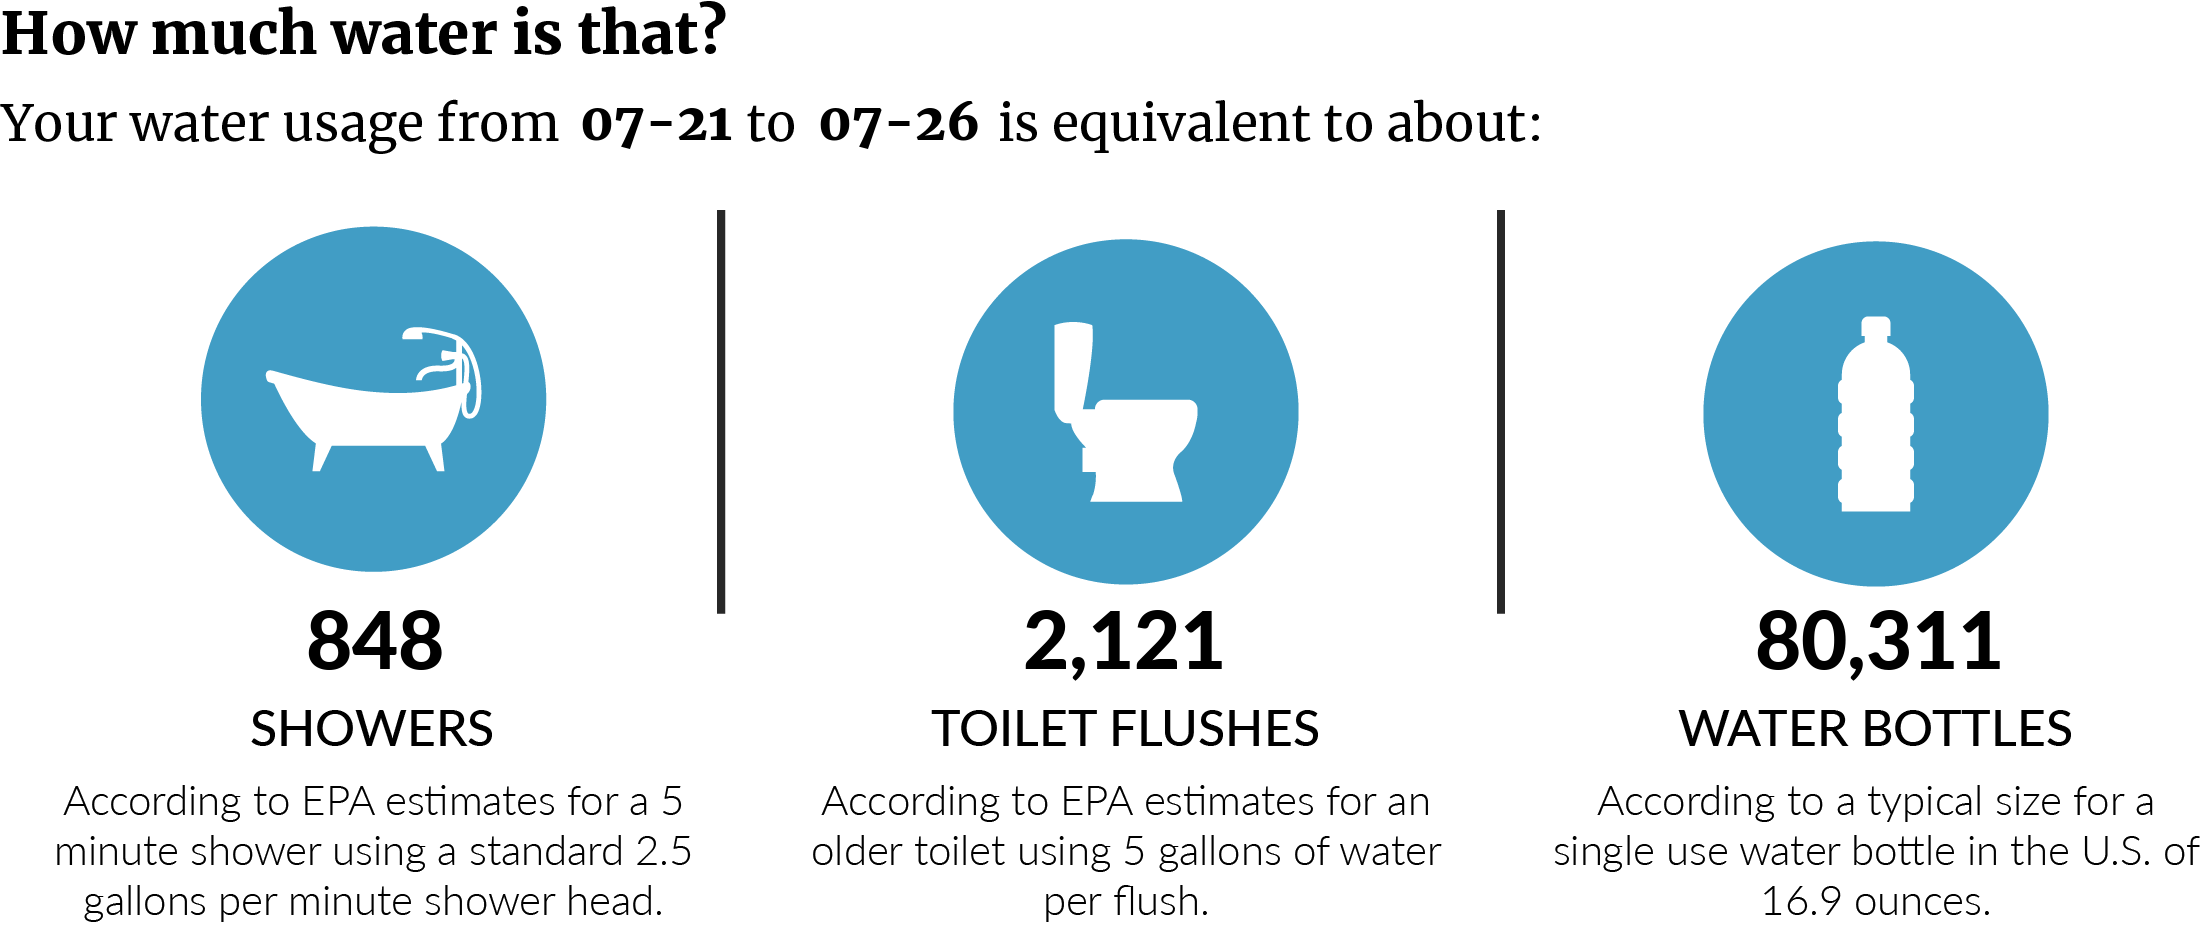 How much water is that?
Your water usage from 07-21 to 07-26 is equivalent to about:
848
SHOWERS
According to EPA estimates for a 5
minute shower using a standard 2.5
gallons per minute shower head.
2,121
TOILET FLUSHES
According to EPA estimates for an
older toilet using 5 gallons of water
per flush.
80,311
WATER BOTTLES
According to a typical size for a
single use water bottle in the U.S. of
16.9 ounces.